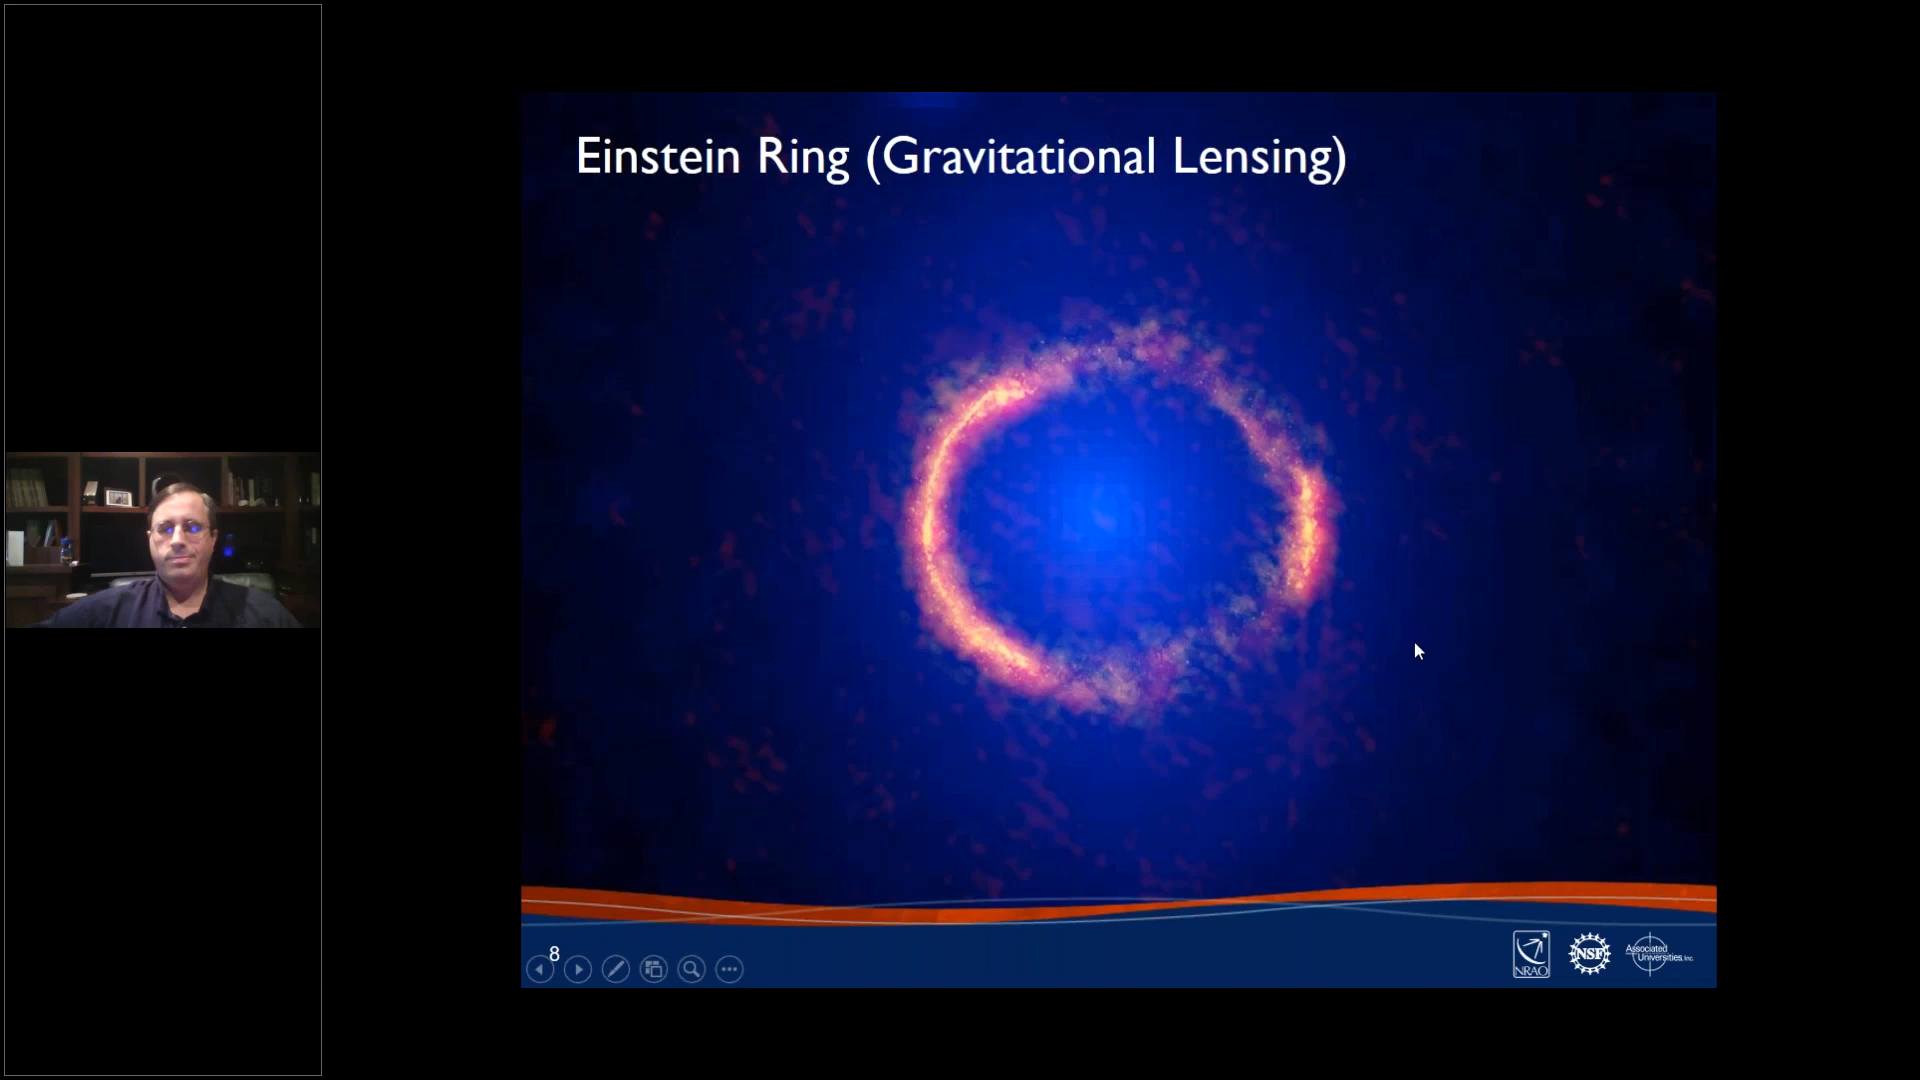 Einstein Ring (Gravitational Lensing)
8
NRAO
NSF
Associated
Universities, Inc.